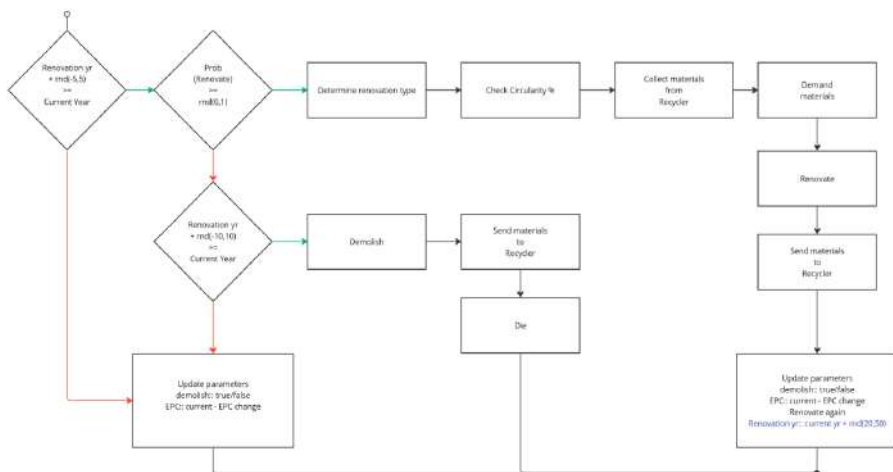 Renovation yr
+ rnd(-5,5)
>=
Current Year
Prob
(Renovate)
>=
rnd(0,1)
Determine renovation type
Check Circularity %
Collect materials
from
Recycler
Demand
materials
Renovate
Renovation yr
+ rnd(-10,10)
>=
Current Year
Demolish
Send materials
to
Recycler
Send materials
to
Recycler
Die
Update parameters
demolish:: true/false
EPC:: current - EPC change
Update parameters
demolish:: true/false
EPC:: current - EPC change
Renovate again
Renovation yr:: current yr + rnd(20,50)